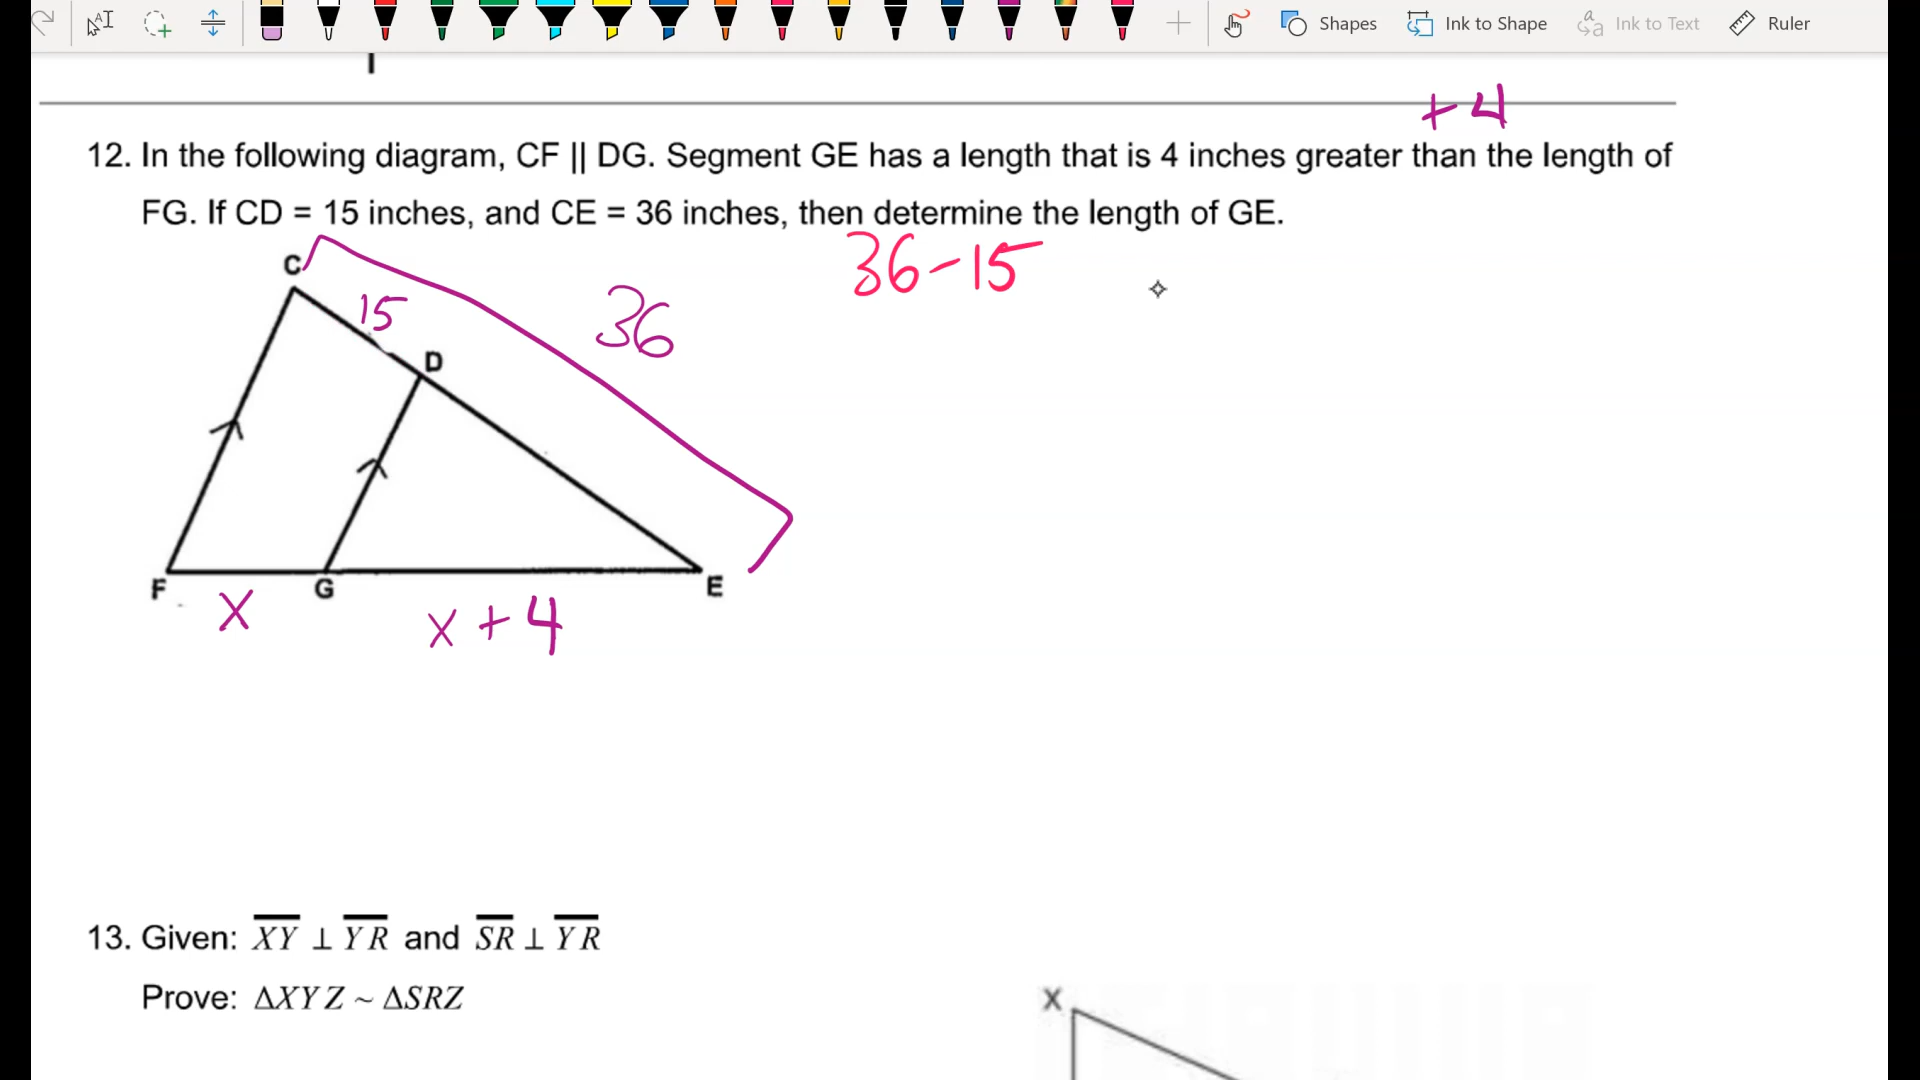 Shapes Ink to Shape Ink to Text Ruler
+4
12. In the following diagram, CF || DG. Segment GE has a length that is 4 inches greater than the length of
FG. If CD = 15 inches, and CE = 36 inches, then determine the length of GE.
36-15
C
15
36
D
F
G
E
x
x + 4
13. Given: XY ⊥ YR and SR ⊥ YR
Prove: ΔXYZ ~ ΔSRZ
X